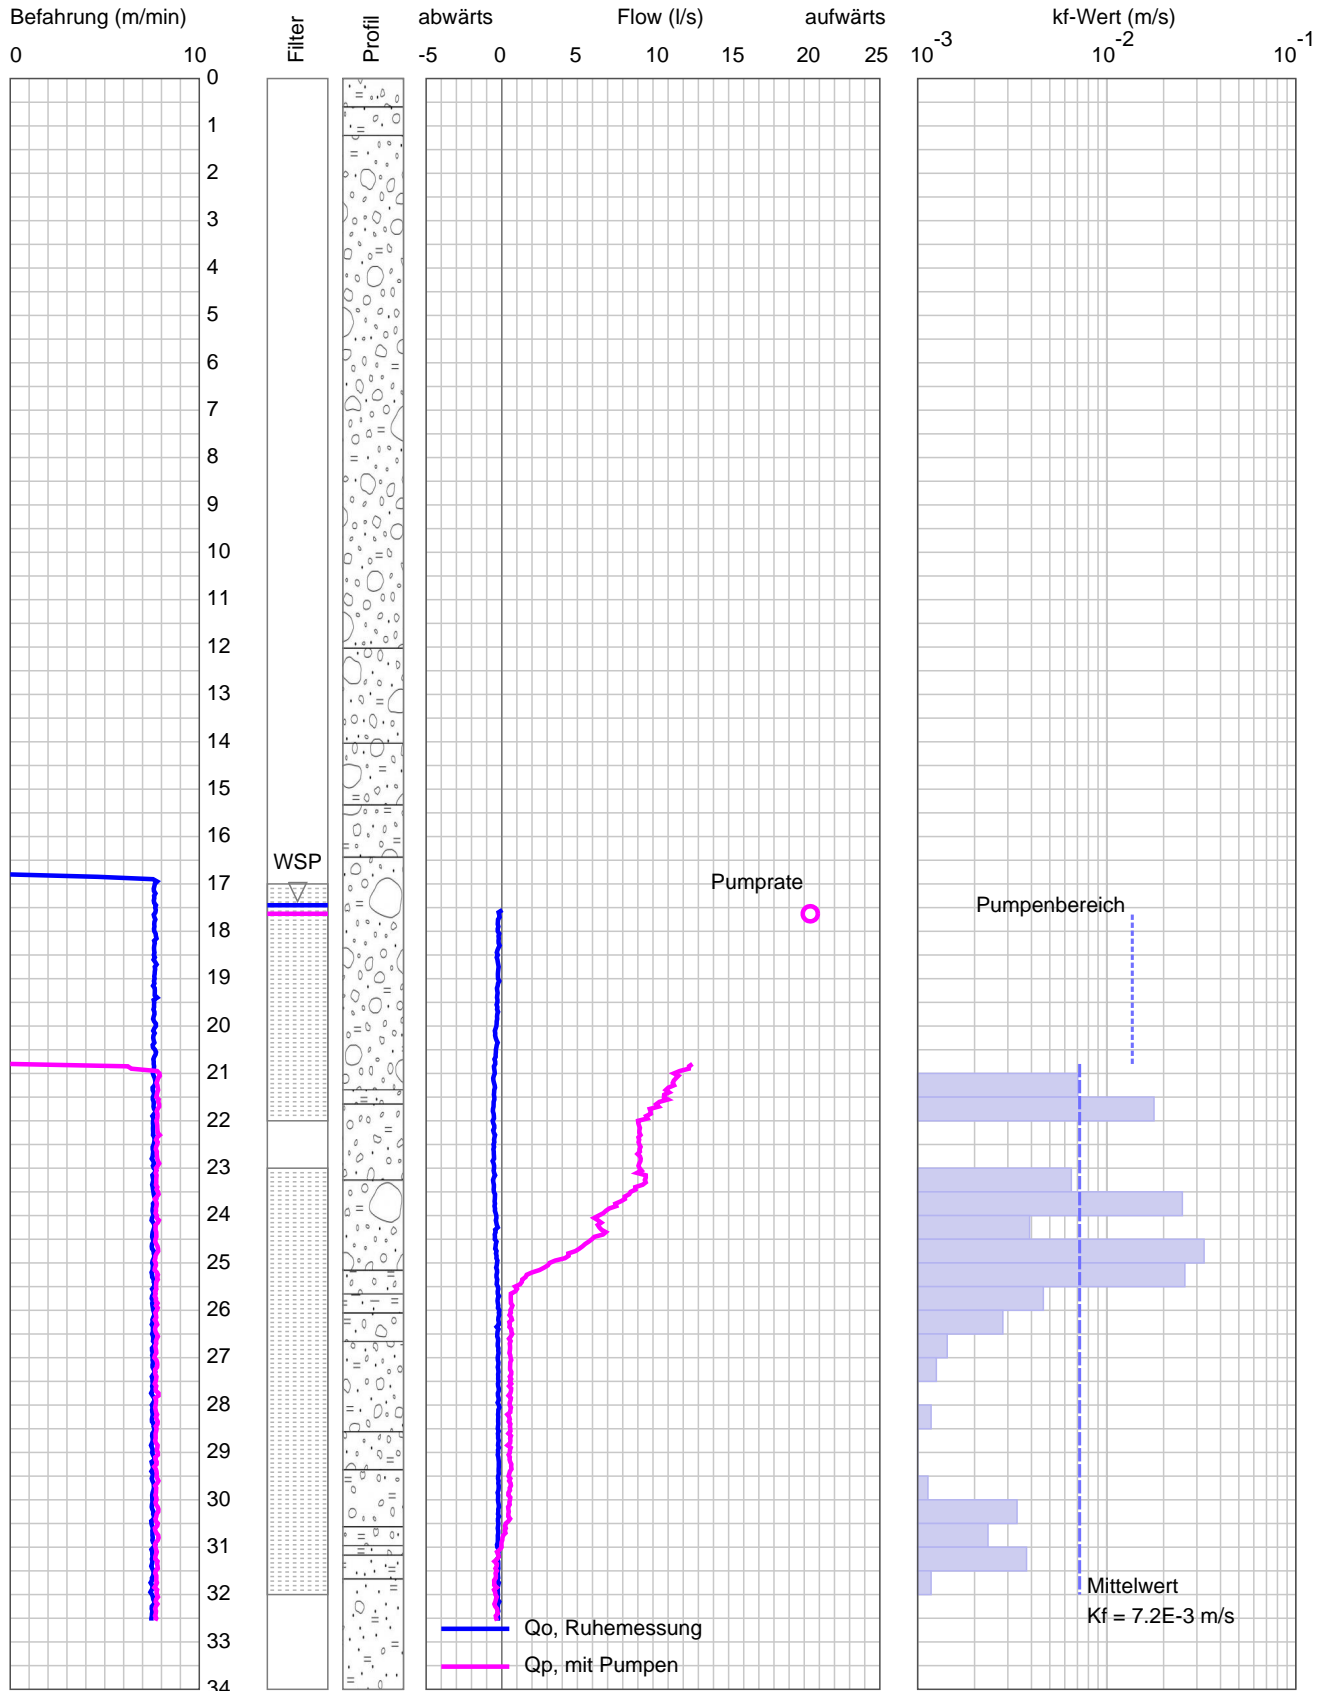 Befahrung (m/min)
Filter
Profil
abwärts
Flow (l/s)
aufwärts
kf-Wert (m/s)
0 10
-5 0 5 10 15 20 25
10^-3 10^-2 10^-1
0
1
2
3
4
5
6
7
8
9
10
11
12
13
14
15
16
WSP
17
Pumprate
Pumpenbereich
18
19
20
21
22
23
24
25
26
27
28
29
30
31
32
Mittelwert
Kf = 7.2E-3 m/s
Qo, Ruhemessung
33
Qp, mit Pumpen
34